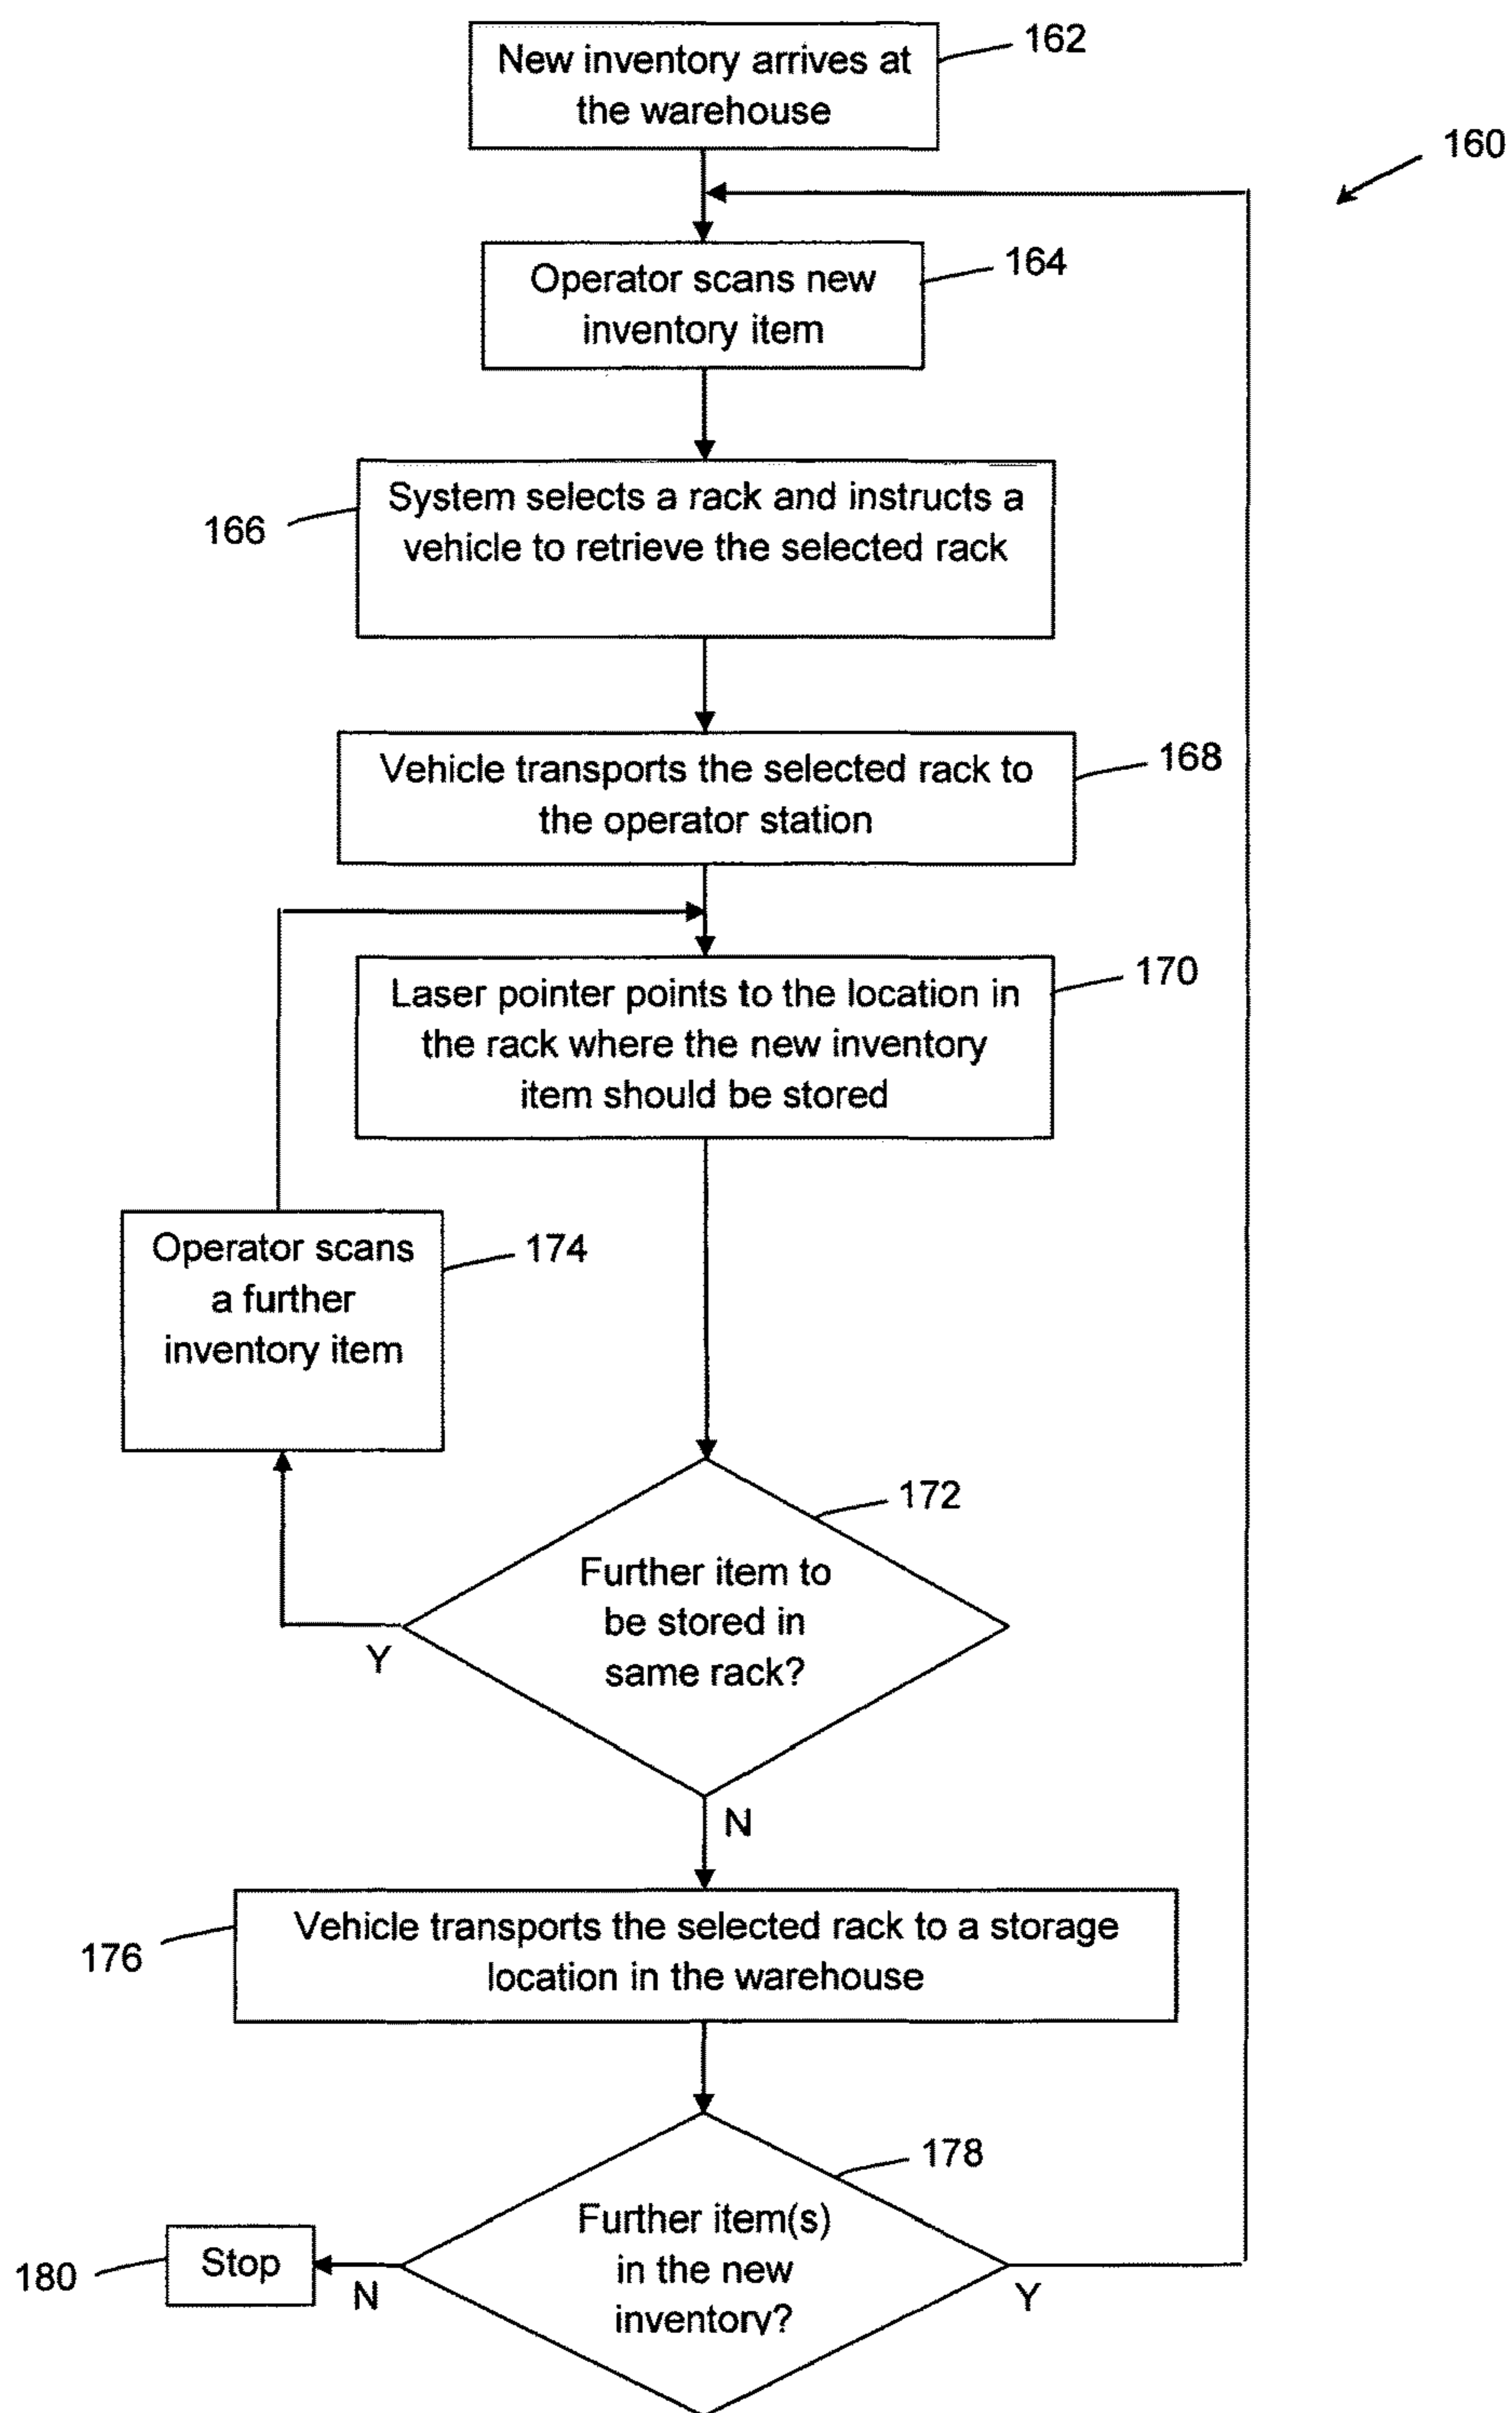 New inventory arrives at
the warehouse
162
160
Operator scans new
inventory item
164
System selects a rack and instructs a
vehicle to retrieve the selected rack
166
Vehicle transports the selected rack to
the operator station
168
Laser pointer points to the location in
the rack where the new inventory
item should be stored
170
Operator scans
a further
inventory item
174
172
Further item to
be stored in
same rack?
Y
N
Vehicle transports the selected rack to a storage
location in the warehouse
176
178
Further item(s)
in the new
inventory?
Stop
180
N
Y